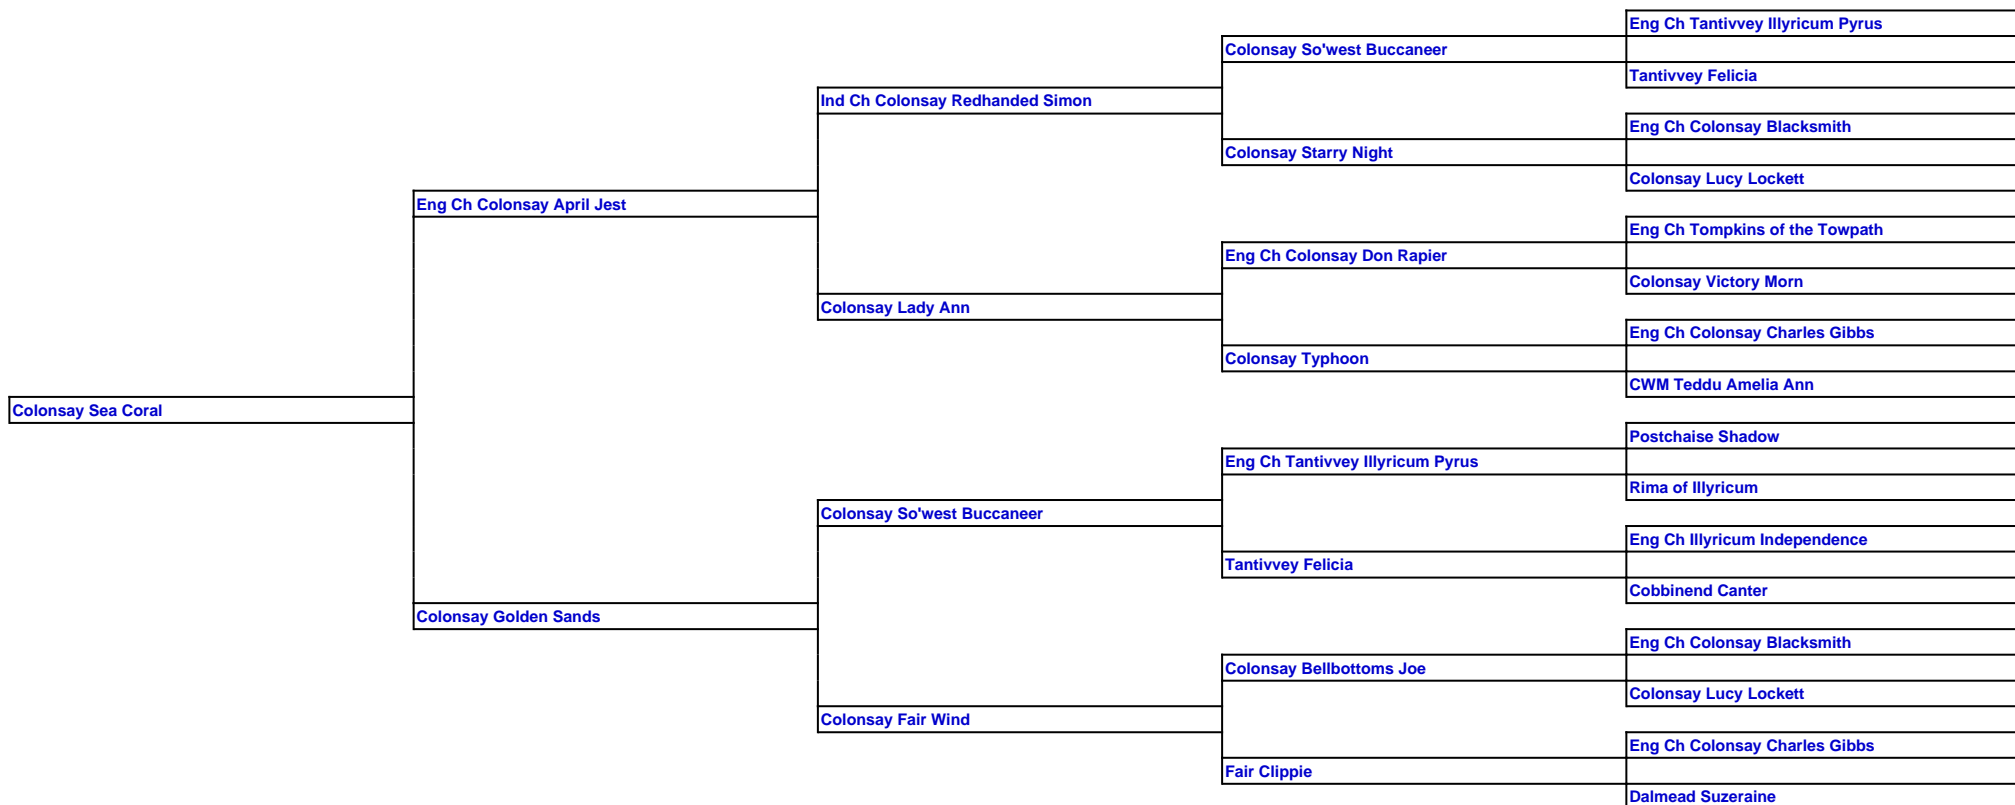 Eng Ch Tantivvey Illyricum Pyrus
Colonsay So'west Buccaneer
Tantivvey Felicia
Ind Ch Colonsay Redhanded Simon
Eng Ch Colonsay Blacksmith
Colonsay Starry Night
Colonsay Lucy Lockett
Eng Ch Colonsay April Jest
Eng Ch Tompkins of the Towpath
Eng Ch Colonsay Don Rapier
Colonsay Victory Morn
Colonsay Lady Ann
Eng Ch Colonsay Charles Gibbs
Colonsay Typhoon
CWM Teddu Amelia Ann
Colonsay Sea Coral
Postchaise Shadow
Eng Ch Tantivvey Illyricum Pyrus
Rima of Illyricum
Colonsay So'west Buccaneer
Eng Ch Illyricum Independence
Tantivvey Felicia
Cobbinend Canter
Colonsay Golden Sands
Eng Ch Colonsay Blacksmith
Colonsay Bellbottoms Joe
Colonsay Lucy Lockett
Colonsay Fair Wind
Eng Ch Colonsay Charles Gibbs
Fair Clippie
Dalmead Suzeraine